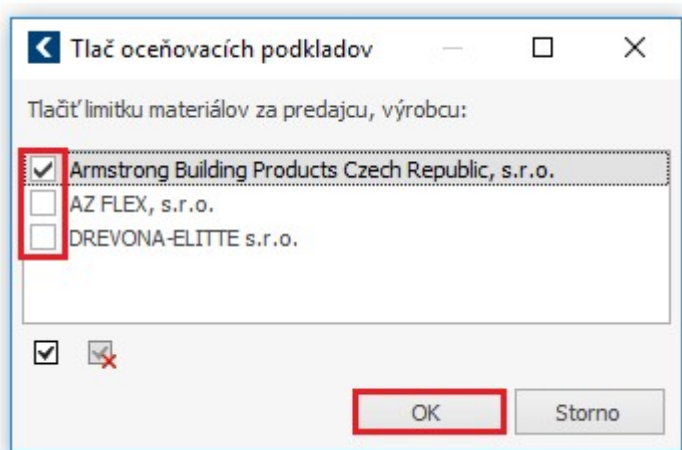 Tlač oceňovacích podkladov
Tlačiť limitku materiálov za predajcu, výrobcu:
Armstrong Building Products Czech Republic, s.r.o.
AZ FLEX, s.r.o.
DREVONA-ELITTE s.r.o.
OK Storno